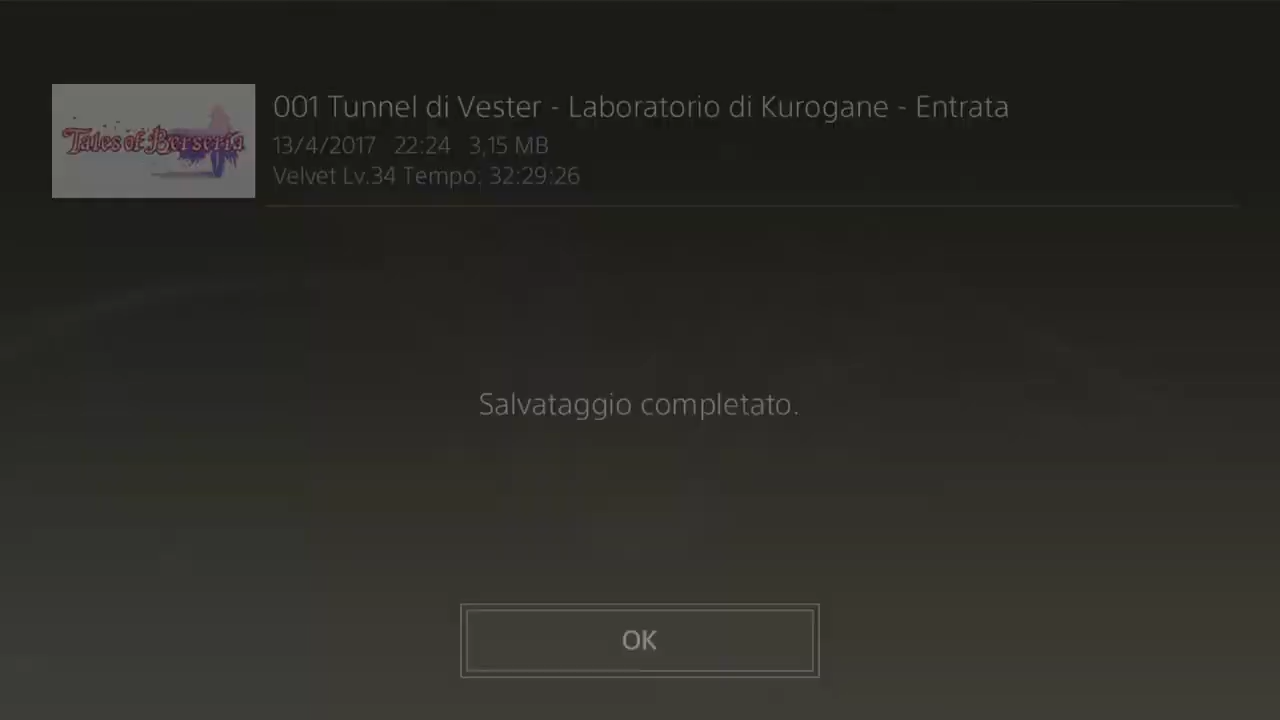 Tales of Berseria
001 Tunnel di Vester - Laboratorio di Kurogane - Entrata
13/4/2017 22:24 3,15 MB
Velvet Lv.34 Tempo: 32:29:26
Salvataggio completato.
OK